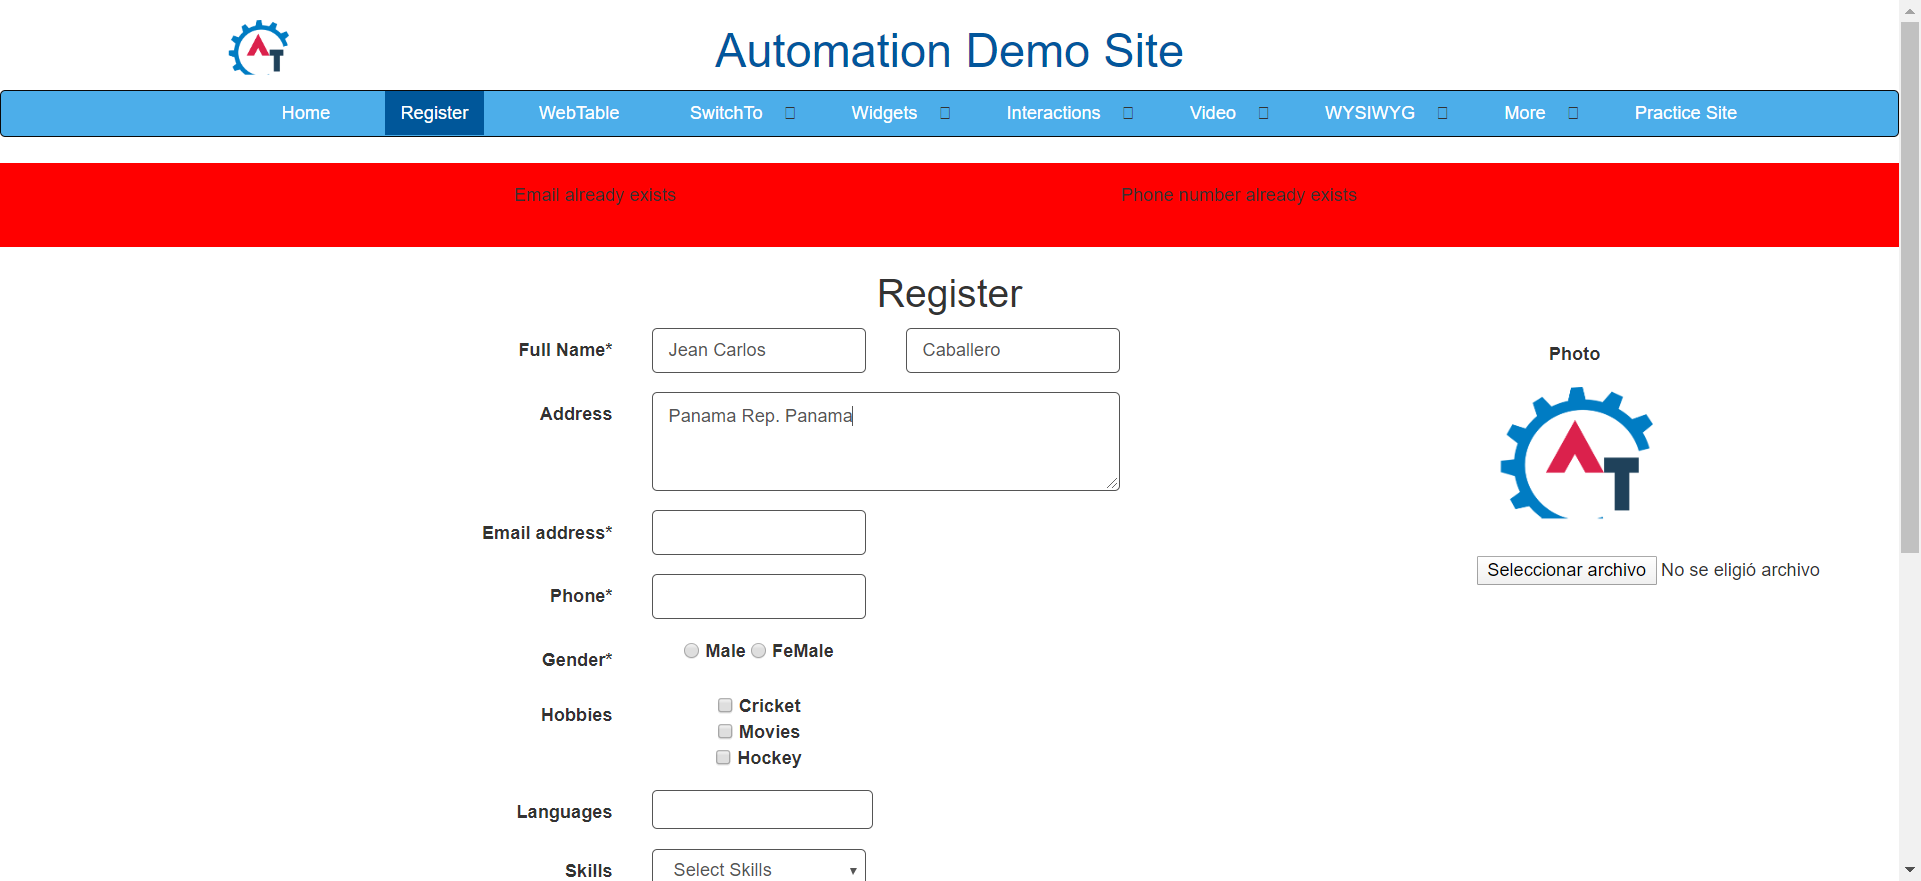 Automation Demo Site
Home Register WebTable SwitchTo Widgets Interactions Video WYSIWYG More Practice Site
Email already exists Phone number already exists
Register
Full Name* Jean Carlos Caballero
Photo
Address Panama Rep. Panama
AT
Email address*
Seleccionar archivo No se eligió archivo
Phone*
Gender* Male FeMale
Hobbies Cricket
Movies
Hockey
Languages
Skills Select Skills